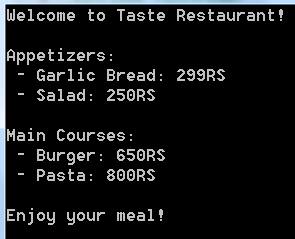 Welcome to Taste Restaurant!
Appetizers:
- Garlic Bread: 299RS
- Salad: 250RS
Main Courses:
- Burger: 650RS
- Pasta: 800RS
Enjoy your meal!